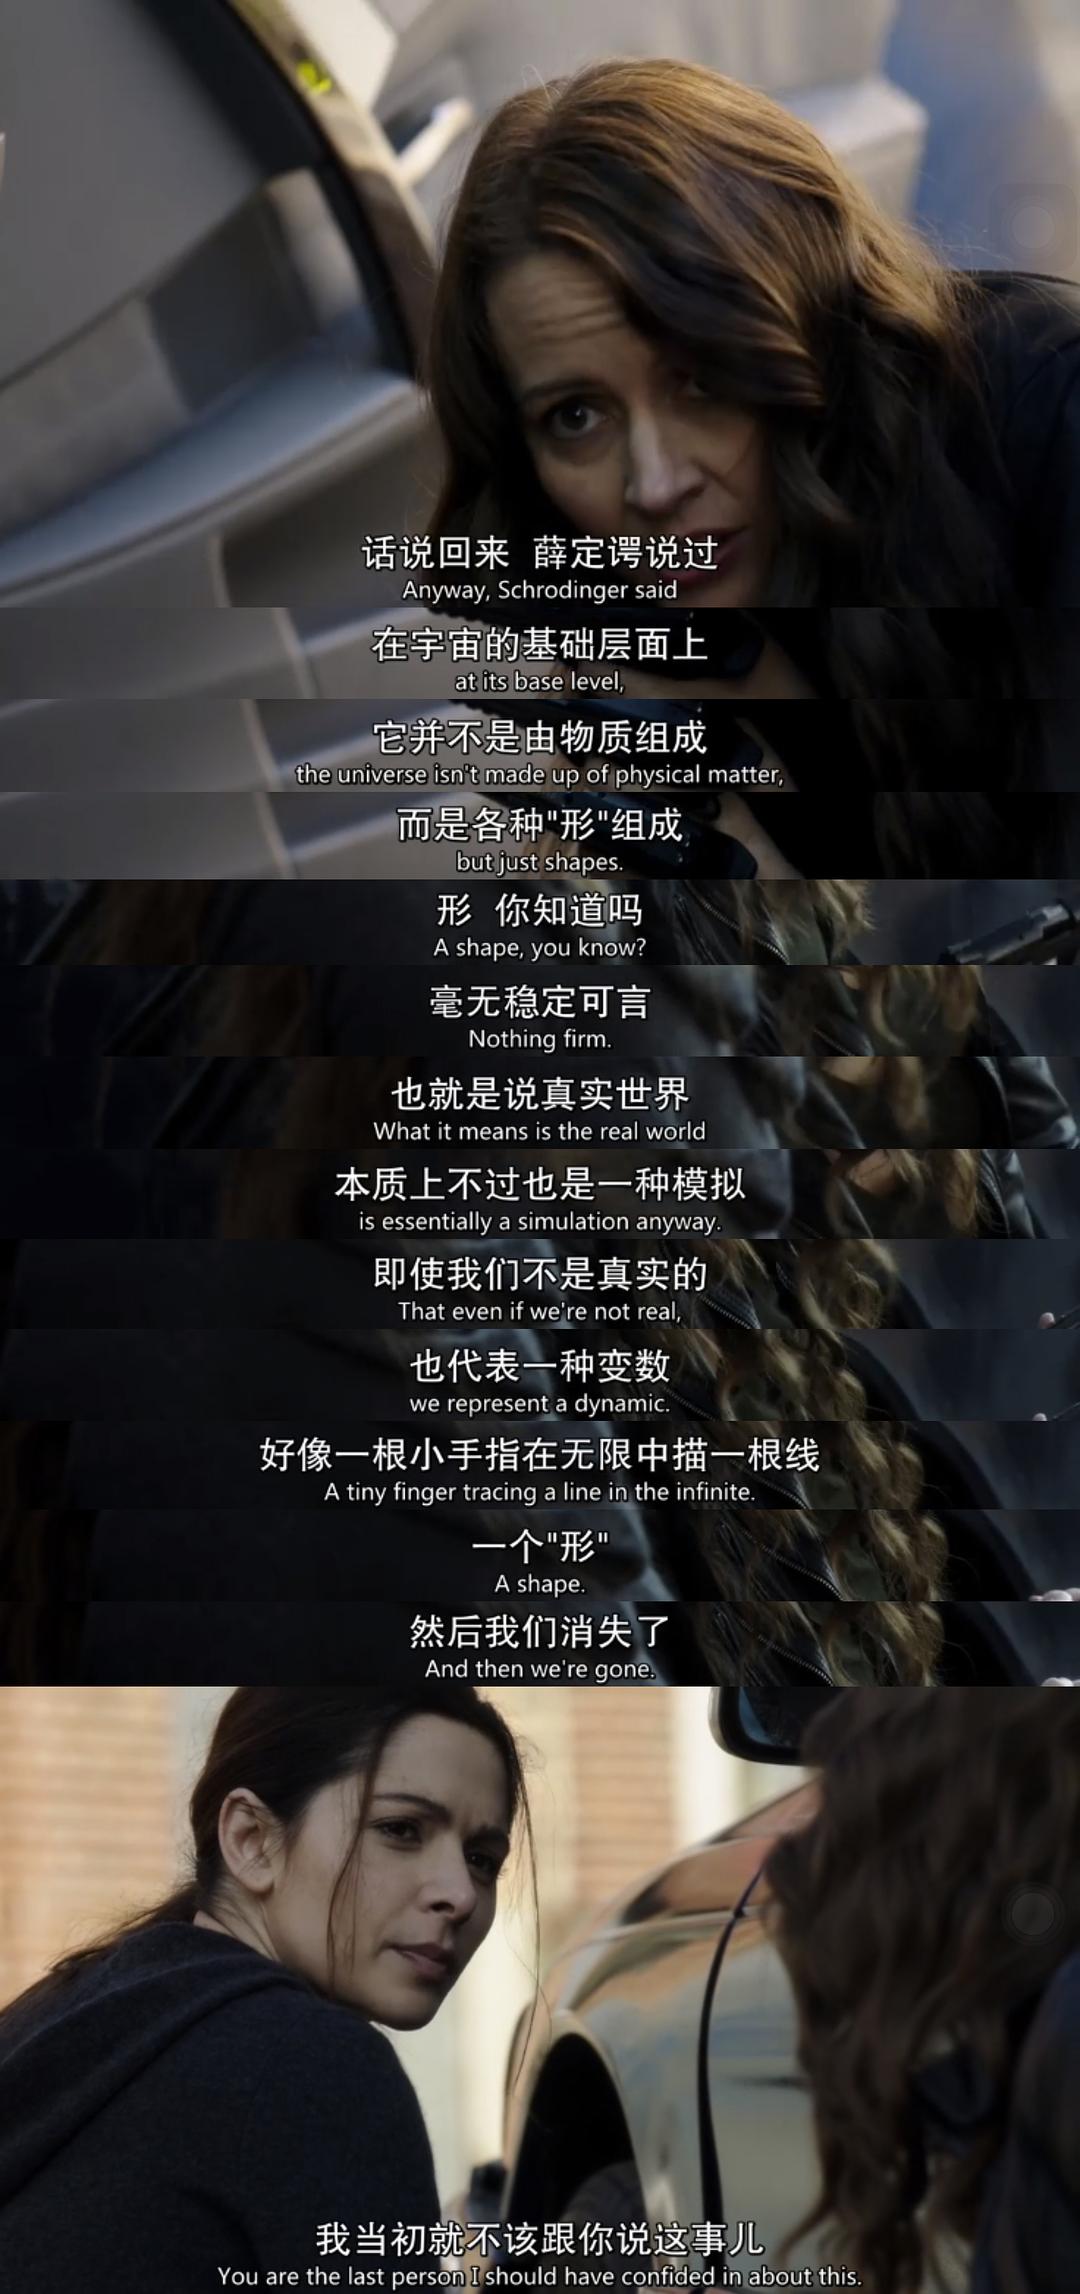 话说回来 薛定谔说过
Anyway, Schrodinger said
在宇宙的基础层面上
at its base level,
它并不是由物质组成
the universe isn't made up of physical matter,
而是各种"形"组成
but just shapes.
形 你知道吗
A shape, you know?
毫无稳定可言
Nothing firm.
也就是说真实世界
What it means is the real world
本质上不过也是一种模拟
is essentially a simulation anyway.
即使我们不是真实的
That even if we're not real,
也代表一种变数
we represent a dynamic.
好像一根小手指在无限中描一根线
A tiny finger tracing a line in the infinite.
一个"形"
A shape.
然后我们消失了
And then we're gone.
我当初就不该跟你说这事儿
You are the last person I should have confided in about this.